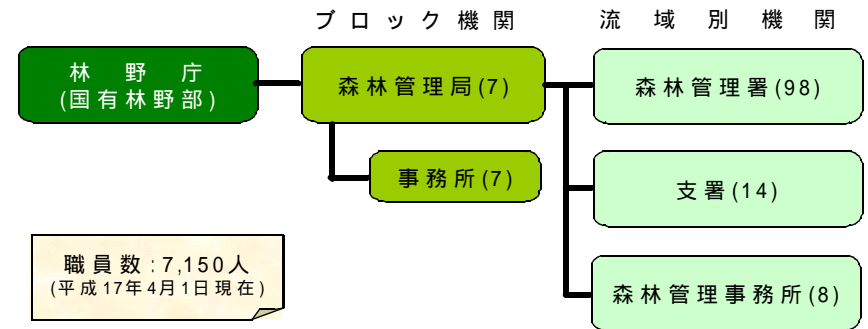 ブロック機関
流域別機関
林野庁
(国有林野部)
森林管理局(7)
事務所(7)
森林管理署(98)
支署(14)
森林管理事務所(8)
職員数:7,150人
(平成17年4月1日現在)